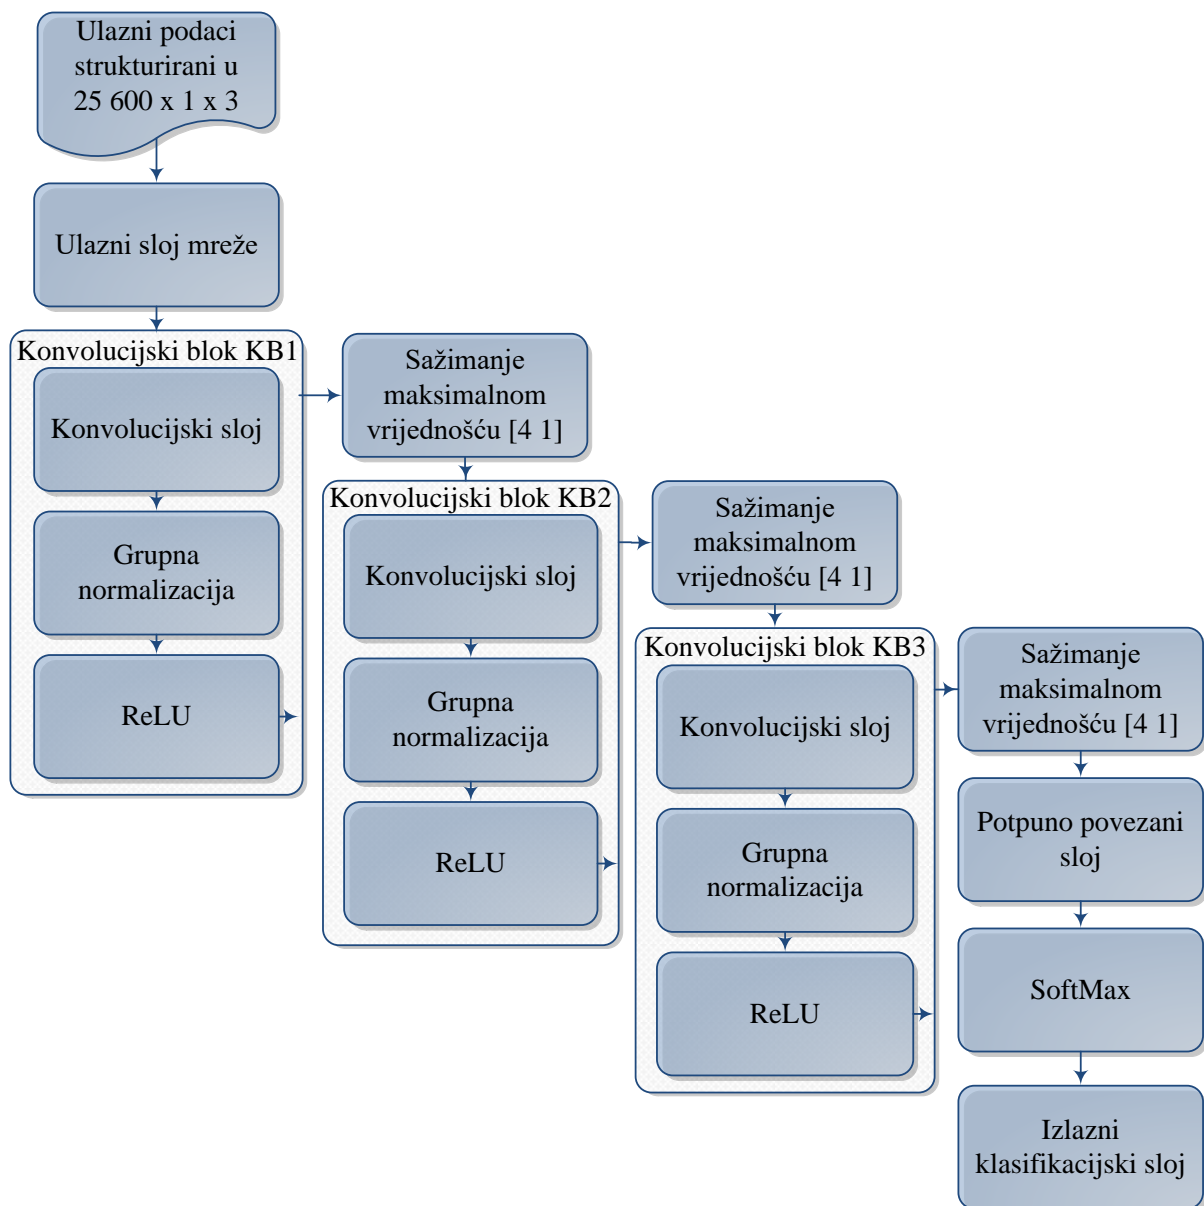 Ulazni podaci
strukturirani u
25 600 x 1 x 3
Ulazni sloj mreže
Konvolucijski blok KB1
Konvolucijski sloj
Grupna
normalizacija
ReLU
Sažimanje
maksimalnom
vrijednošću [4 1]
Konvolucijski blok KB2
Konvolucijski sloj
Grupna
normalizacija
ReLU
Sažimanje
maksimalnom
vrijednošću [4 1]
Konvolucijski blok KB3
Konvolucijski sloj
Grupna
normalizacija
ReLU
Sažimanje
maksimalnom
vrijednošću [4 1]
Potpuno povezani
sloj
SoftMax
Izlazni
klasifikacijski sloj